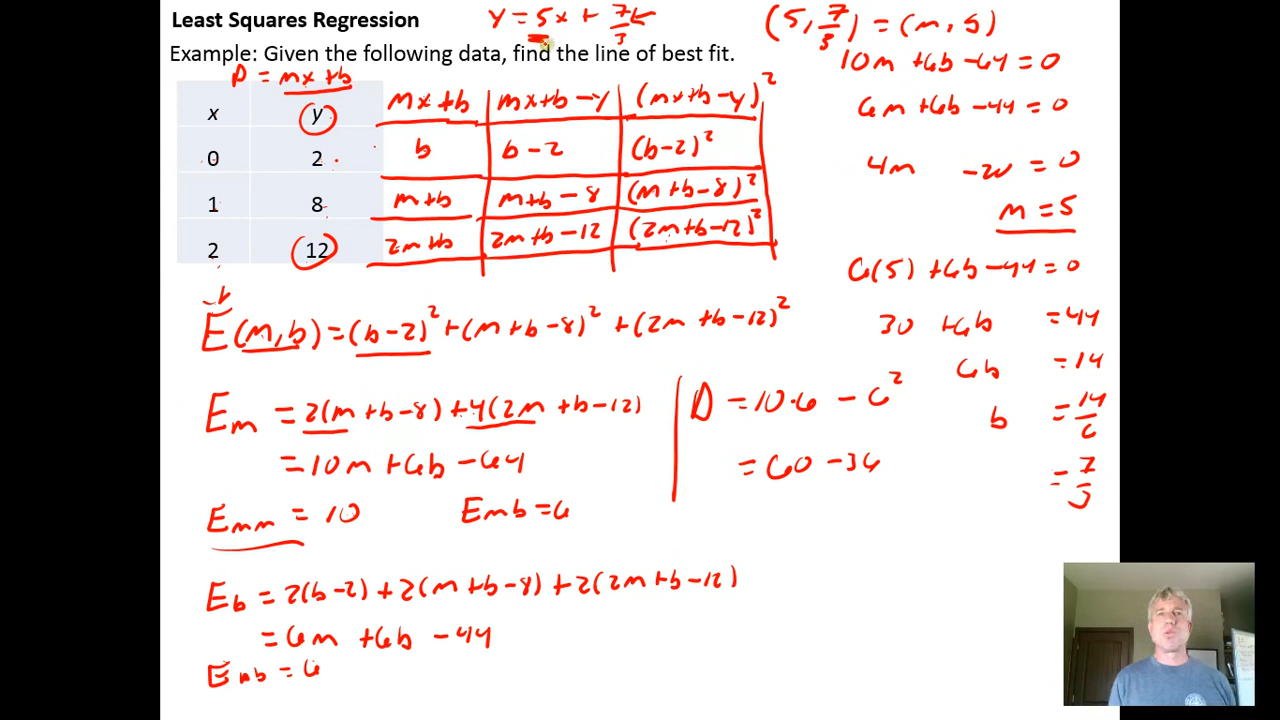 Least Squares Regression
y = 5x + 7/3 ←
(5, 7/3) = (m, b)
Example: Given the following data, find the line of best fit.
P = mx+b
x y mx+b mx+b-y (mx+b-y)²
0 2 b b-2 (b-2)²
1 8 m+b m+b-8 (m+b-8)²
2 12 2m+b 2m+b-12 (2m+b-12)²
E(m,b) = (b-2)² + (m+b-8)² + (2m+b-12)²
Em = 2(m+b-8) + 4(2m+b-12)
= 10m + 6b - 64
Emm = 10 Emb = 6
Eb = 2(b-2) + 2(m+b-8) + 2(2m+b-12)
= 6m + 6b - 44
Ebb = 6
D = 10·6 - 6²
= 60 - 36
10m + 6b - 64 = 0
6m + 6b - 44 = 0
4m - 20 = 0
m = 5
6(5) + 6b - 44 = 0
30 + 6b = 44
6b = 14
b = 14/6
= 7/3